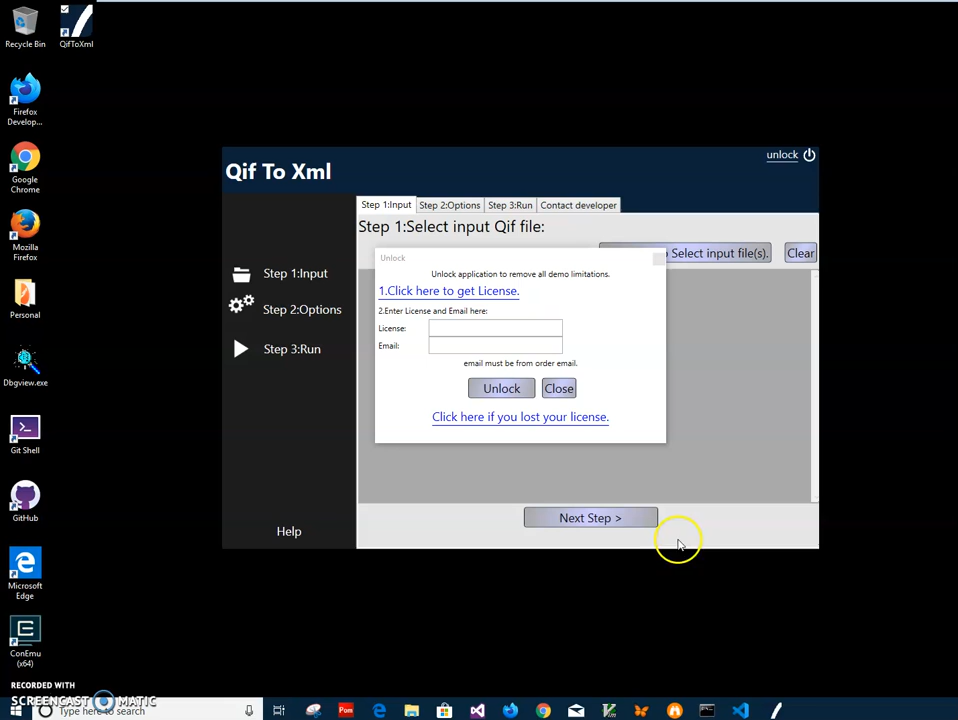 Recycle Bin
QifToXml
Firefox
Develop...
Google
Chrome
Mozilla
Firefox
Personal
Dbgview.exe
Git Shell
GitHub
Microsoft
Edge
ConEmu
(x64)
Qif To Xml
unlock
Step 1:Input
Step 2:Options
Step 3:Run
Help
Step 1:Input
Step 2:Options
Step 3:Run
Contact developer
Step 1:Select input Qif file:
Select input file(s).
Clear
Unlock
Unlock application to remove all demo limitations.
1.Click here to get License.
2.Enter License and Email here:
License:
Email:
email must be from order email.
Unlock
Close
Click here if you lost your license.
Next Step >
RECORDED WITH
SCREENCAST MATIC
Type here to search
Pom